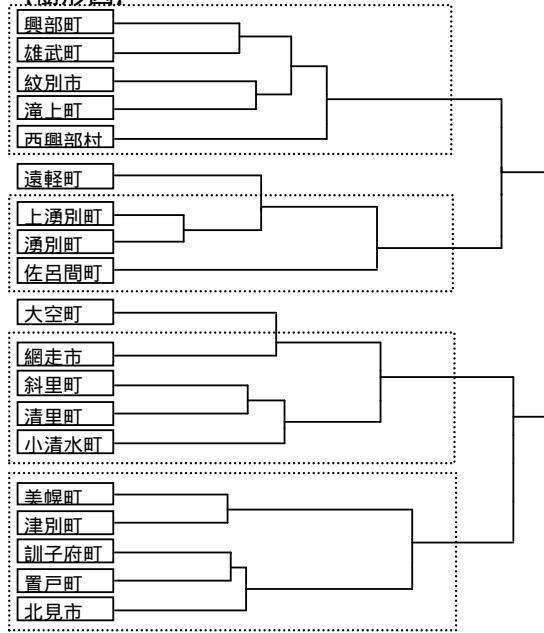 興部町
雄武町
紋別市
滝上町
西興部村
遠軽町
上湧別町
湧別町
佐呂間町
大空町
網走市
斜里町
清里町
小清水町
美幌町
津別町
訓子府町
置戸町
北見市